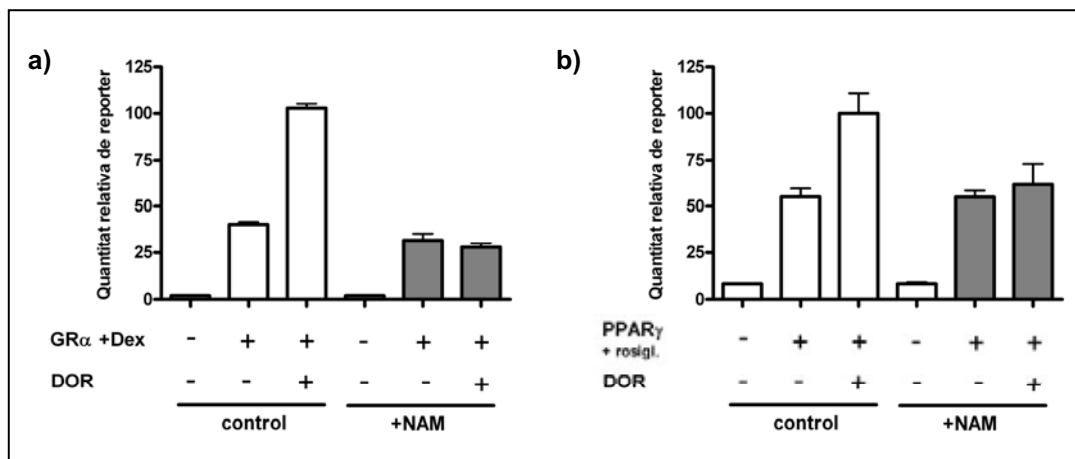 a)
Quantitat relativa de reporter
125
100
75
50
25
0
GRα +Dex - + + - + +
DOR - - + - - +
control +NAM
b)
Quantitat relativa de reporter
125
100
75
50
25
0
PPARγ - + + - + +
+ rosigl.
DOR - - + - - +
control +NAM